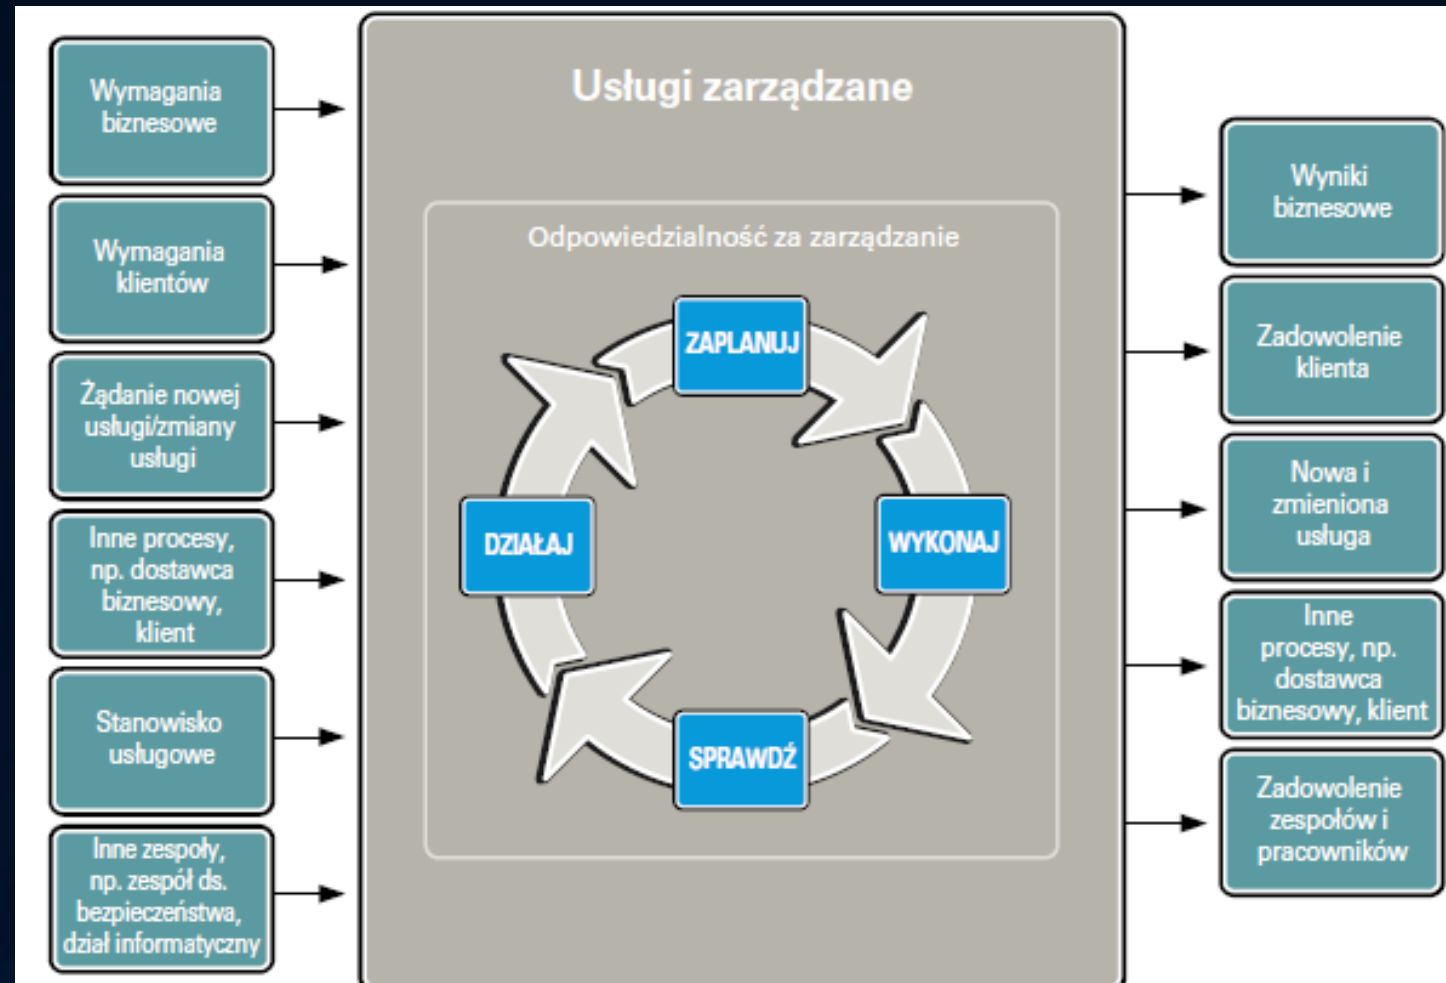 Usługi zarządzane
Wymagania
biznesowe
Wymagania
klientów
Żądanie nowej
usługi/zmiany
usługi
Inne procesy,
np. dostawca
biznesowy,
klient
Stanowisko
usługowe
Inne zespoły,
np. zespół ds.
bezpieczeństwa,
dział informatyczny
Odpowiedzialność za zarządzanie
ZAPLANUJ
WYKONAJ
SPRAWDŹ
DZIAŁAJ
Wyniki
biznesowe
Zadowolenie
klienta
Nowa i
zmieniona
usługa
Inne
procesy, np.
dostawca
biznesowy, klient
Zadowolenie
zespołów i
pracowników